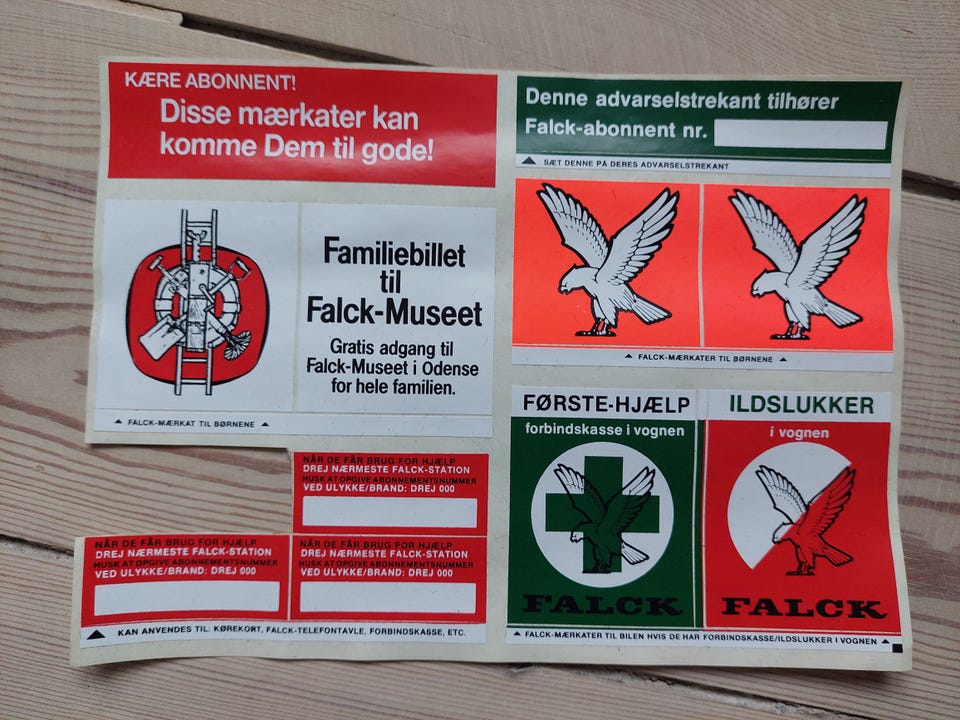 KÆRE ABONNENT!
Disse mærkater kan
komme Dem til gode!
Familiebillet
til
Falck-Museet
Gratis adgang til
Falck-Museet i Odense
for hele familien.
▲ FALCK-MÆRKAT TIL BØRNENE ▲
NÅR DE FÅR BRUG FOR HJÆLP
DREJ NÆRMESTE FALCK-STATION
HUSK AT OPGIVE ABONNEMENTSNUMMER
VED ULYKKE/BRAND: DREJ 000
NÅR DE FÅR BRUG FOR HJÆLP
DREJ NÆRMESTE FALCK-STATION
HUSK AT OPGIVE ABONNEMENTSNUMMER
VED ULYKKE/BRAND: DREJ 000
NÅR DE FÅR BRUG FOR HJÆLP
DREJ NÆRMESTE FALCK-STATION
HUSK AT OPGIVE ABONNEMENTSNUMMER
VED ULYKKE/BRAND: DREJ 000
▲ KAN ANVENDES TIL: KØREKORT, FALCK-TELEFONTAVLE, FORBINDSKASSE, ETC.
Denne advarselstrekant tilhører
Falck-abonnent nr.
▲ SÆT DENNE PÅ DERES ADVARSELSTREKANT
▲ FALCK-MÆRKATER TIL BØRNENE ▲
FØRSTE-HJÆLP
forbindskasse i vognen
FALCK
ILDSLUKKER
i vognen
FALCK
▲ FALCK-MÆRKATER TIL BILEN HVIS DE HAR FORBINDSKASSE/ILDSLUKKER I VOGNEN ▲